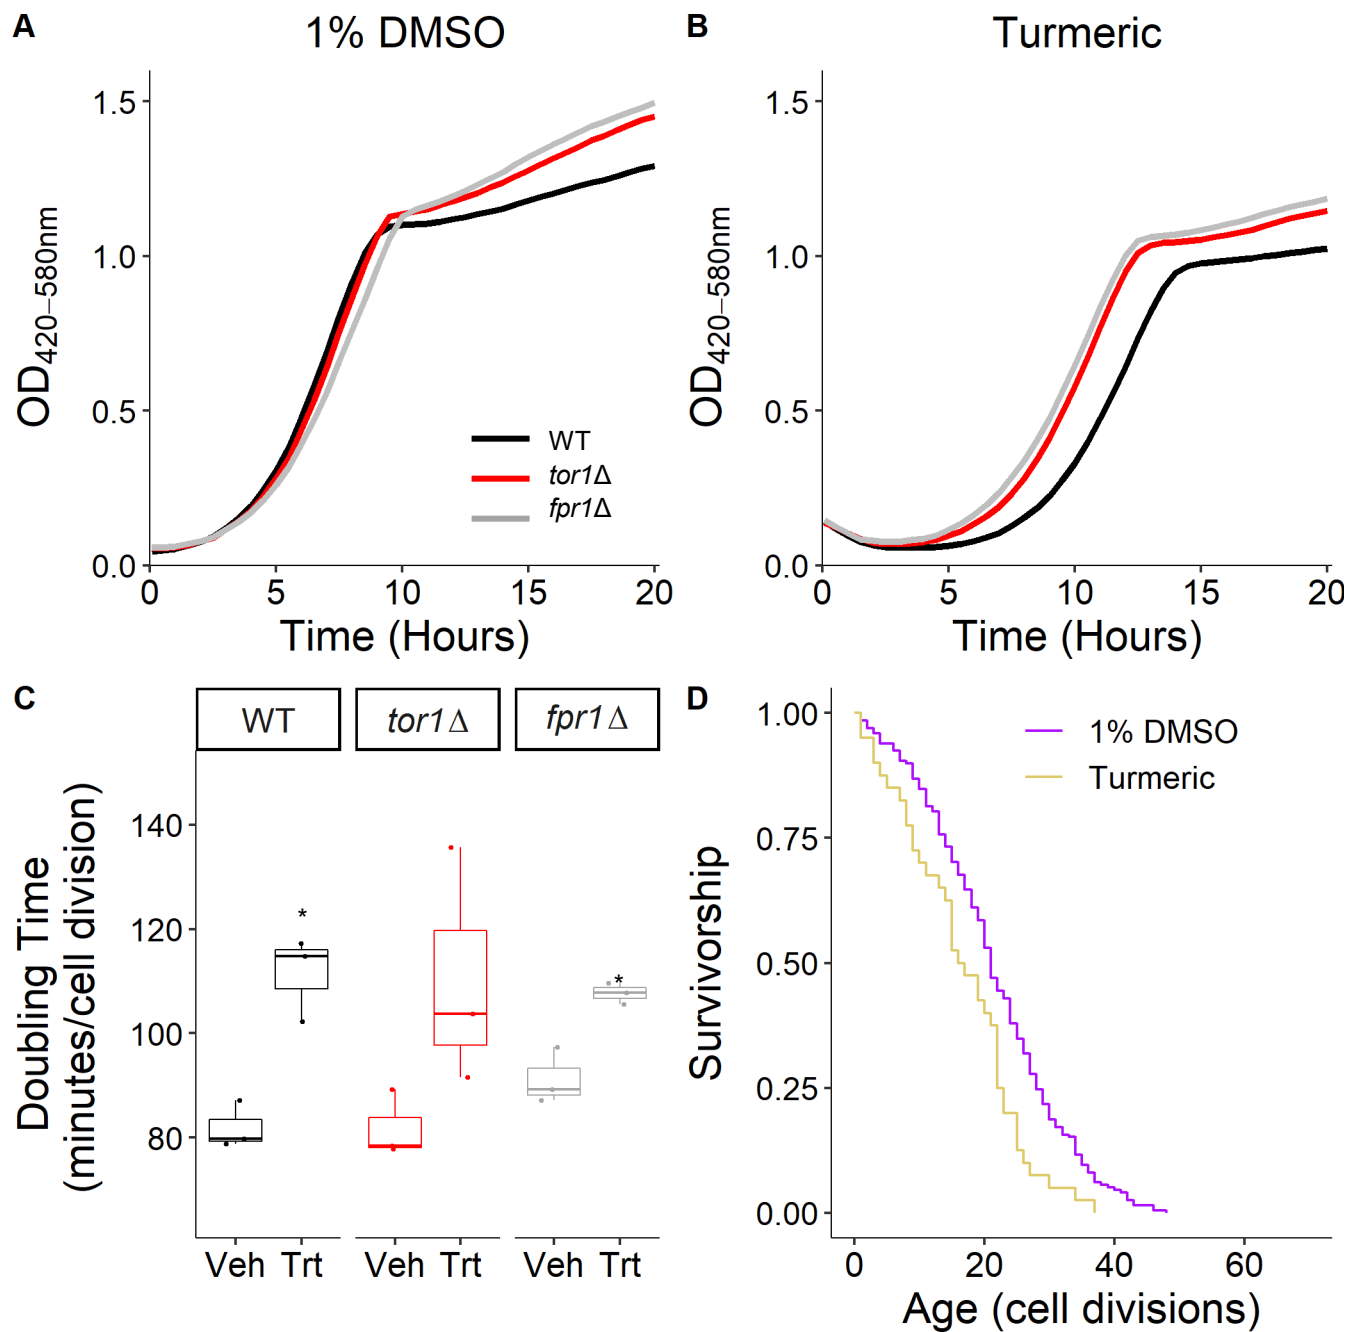 A
1% DMSO
1.5
1.0
0.5
0.0
OD420−580nm
WT
tor1Δ
fpr1Δ
0 5 10 15 20
Time (Hours)
B
Turmeric
1.5
1.0
0.5
0.0
OD420−580nm
0 5 10 15 20
Time (Hours)
C
WT
tor1Δ
fpr1Δ
Doubling Time
(minutes/cell division)
140
120
100
80
*
*
Veh Trt
Veh Trt
Veh Trt
D
1.00
0.75
0.50
0.25
0.00
Survivorship
1% DMSO
Turmeric
0 20 40 60
Age (cell divisions)